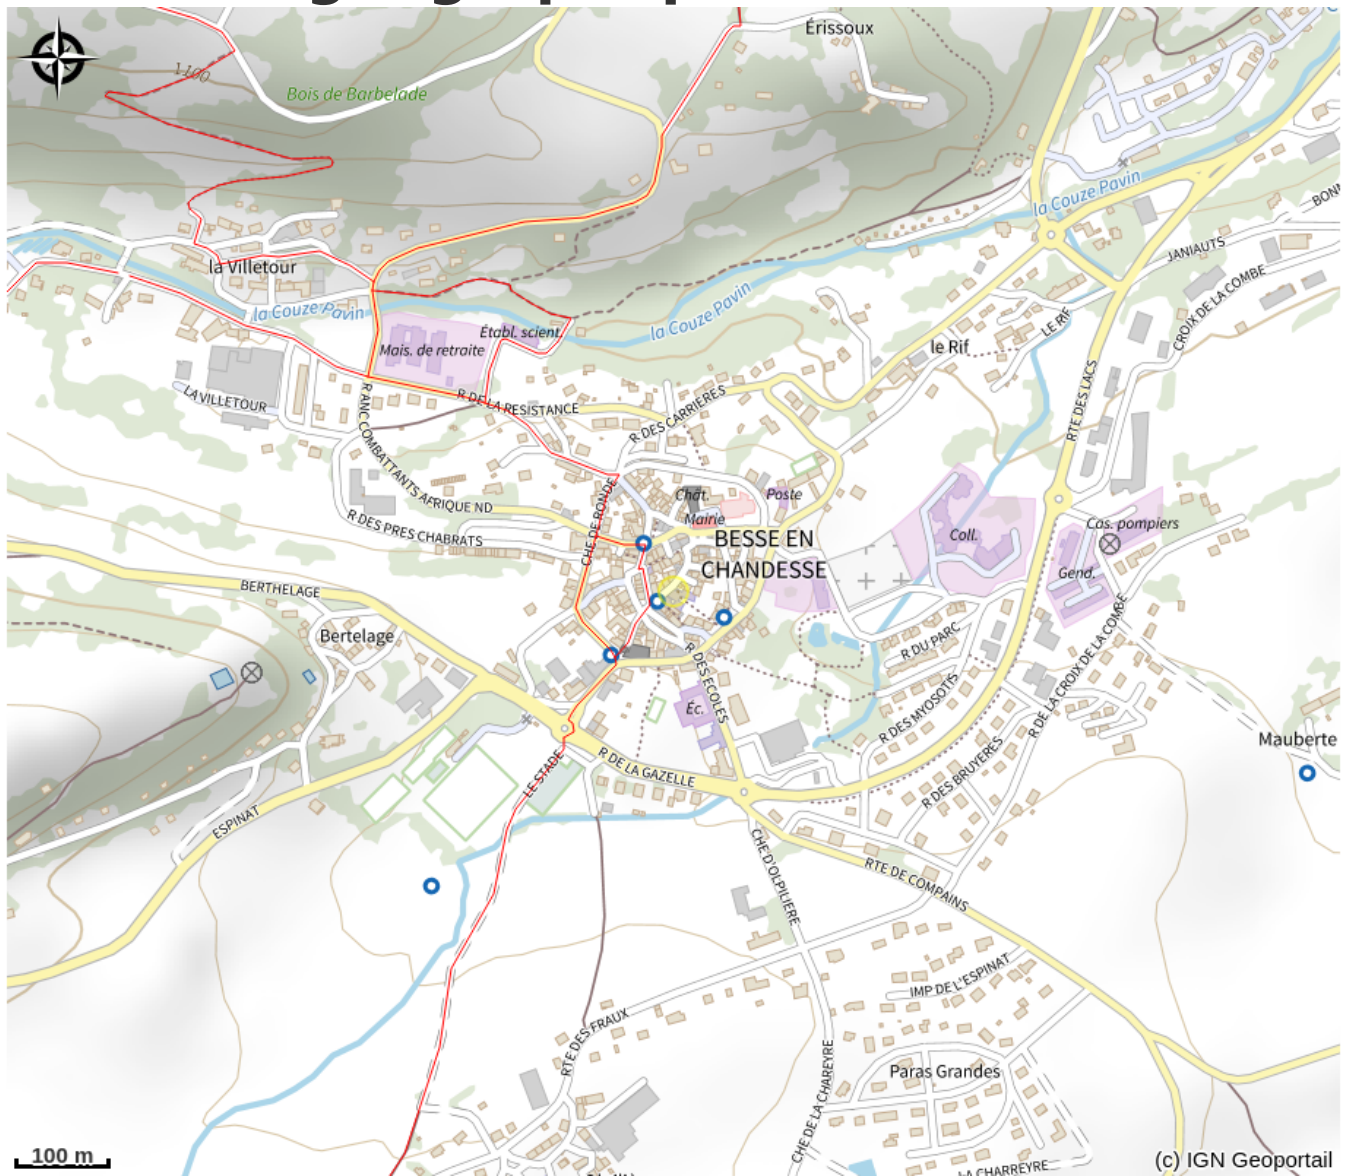 Érissoux
1100
Bois de Barbelade
la Couze Pavin
BONN
JANIAUTS
la Villetour
CROIX DE LA COMBE
la Couze Pavin
la Couze Pavin
LE RIF
Établ. scient.
Mais. de retraite
le Rif
RTE DES LACS
LA VILLETOUR
R DE LA RESISTANCE
R DES CARRIERES
R ANC COMBATTANTS AFRIQUE ND
Chât.
Poste
CHE DE RONDE
Mairie
R DES PRES CHABRATS
Cas. pompiers
Coll.
BESSE EN
CHANDESSE
Gend.
BERTHELAGE
Bertelage
R DU PARC
R DES ECOLES
R DE LA CROIX DE LA COMBE
R DES MYOSOTIS
Éc.
Mauberte
R DE LA GAZELLE
LE STADE
R DES BRUYERES
ESPINAT
CHE D'OLPILIERE
RTE DE COMPAINS
IMP DE L'ESPINAT
RTE DES FRAUX
CHE DE LA CHAREYRE
Paras Grandes
100 m
LA CHARREYRE
(c) IGN Geoportail